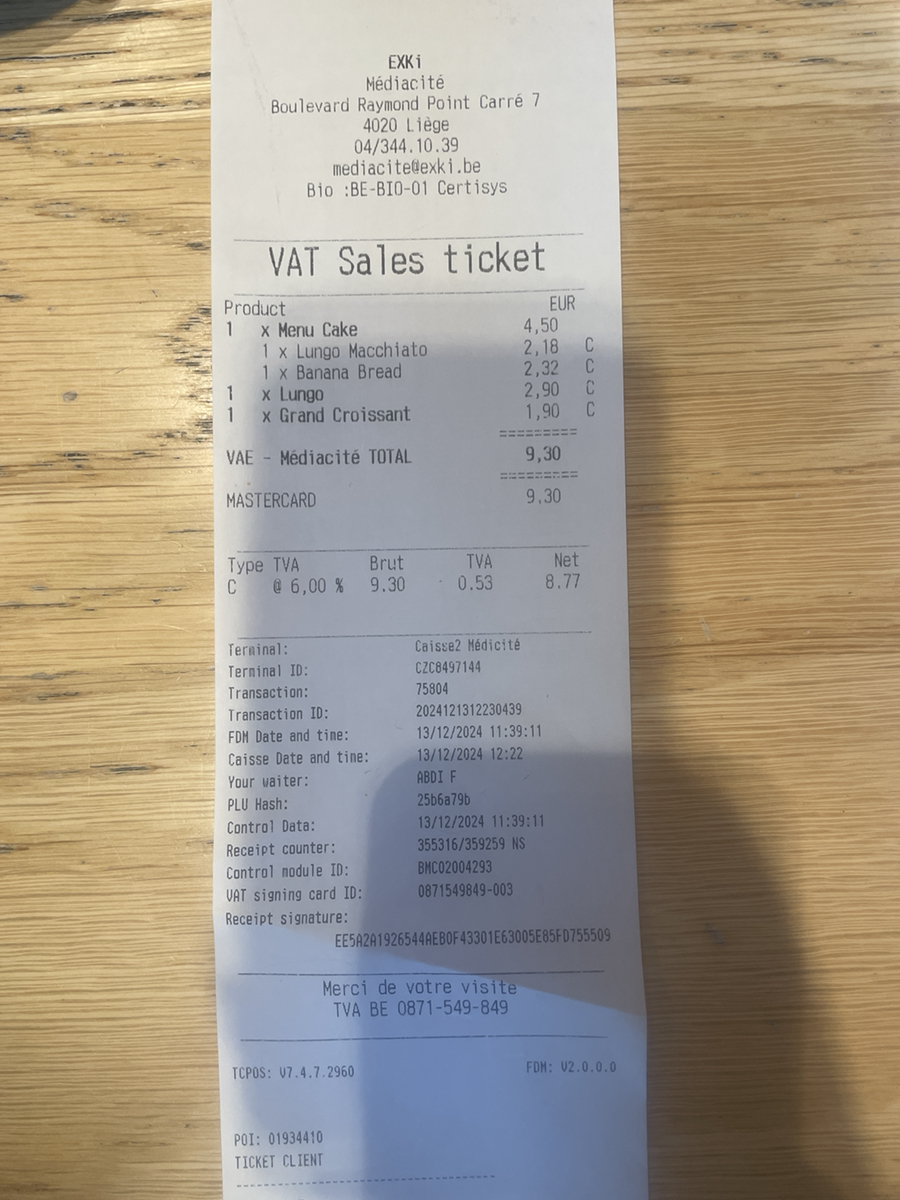 EXKi
Médiacité
Boulevard Raymond Point Carré 7
4020 Liège
04/344.10.39
mediacite@exki.be
Bio :BE-BIO-01 Certisys
VAT Sales ticket
Product EUR
1 x Menu Cake 4,50
1 x Lungo Macchiato 2,18 C
1 x Banana Bread 2,32 C
1 x Lungo 2,90 C
1 x Grand Croissant 1,90 C
=========
VAE - Médiacité TOTAL 9,30
=========
MASTERCARD 9.30
Type TVA Brut TVA Net
C @ 6,00 % 9.30 0.53 8.77
Terminal: Caisse2 Médicité
Terminal ID: CZC8497144
Transaction: 75804
Transaction ID: 2024121312230439
FDM Date and time: 13/12/2024 11:39:11
Caisse Date and time: 13/12/2024 12:22
Your waiter: ABDI F
PLU Hash: 25b6a79b
Control Data: 13/12/2024 11:39:11
Receipt counter: 355316/359259 NS
Control module ID: BMC02004293
VAT signing card ID: 0871549849-003
Receipt signature:
EE5A2A1926544AEB0F43301E63005E85FD755509
Merci de votre visite
TVA BE 0871-549-849
TCPOS: V7.4.7.2960 FDM: V2.0.0.0
POI: 01934410
TICKET CLIENT